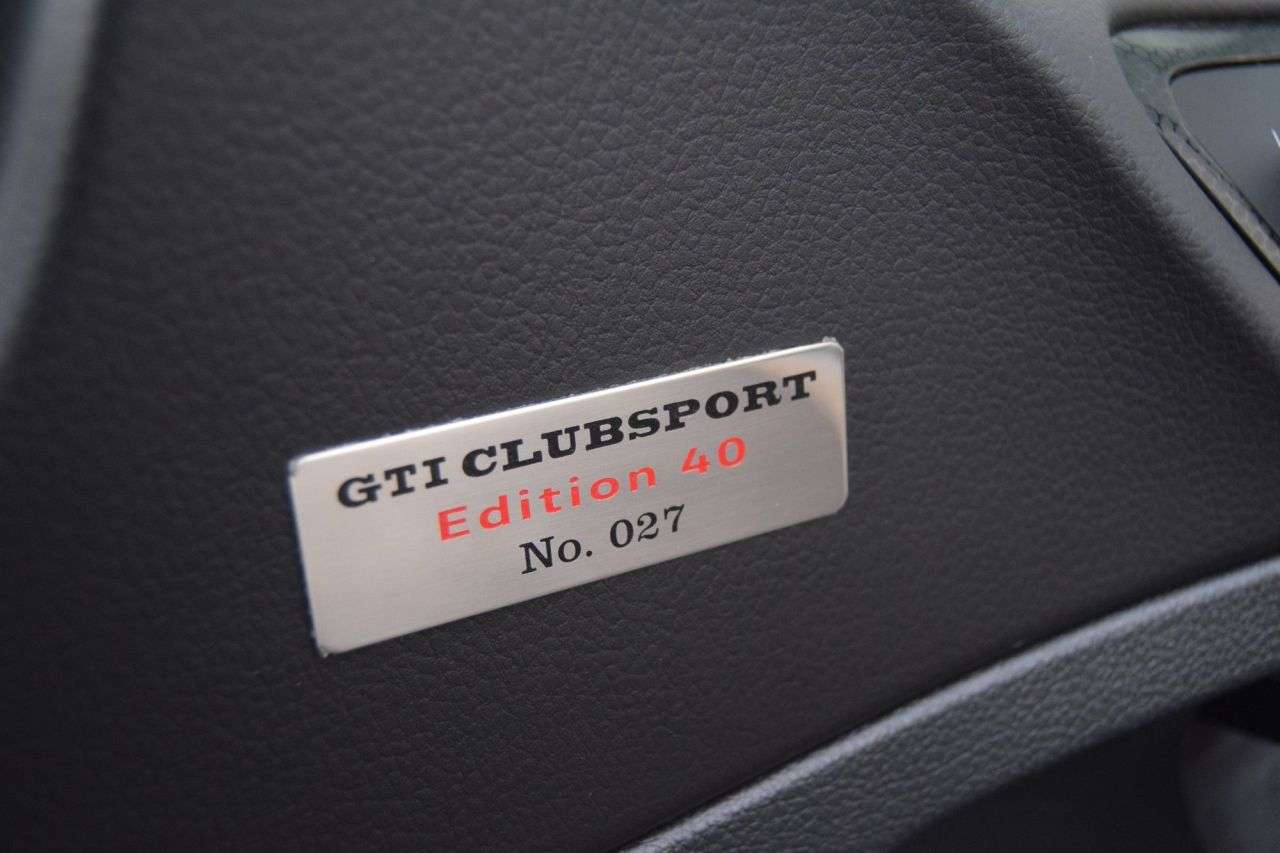 GTI CLUBSPORT
Edition 40
No. 027